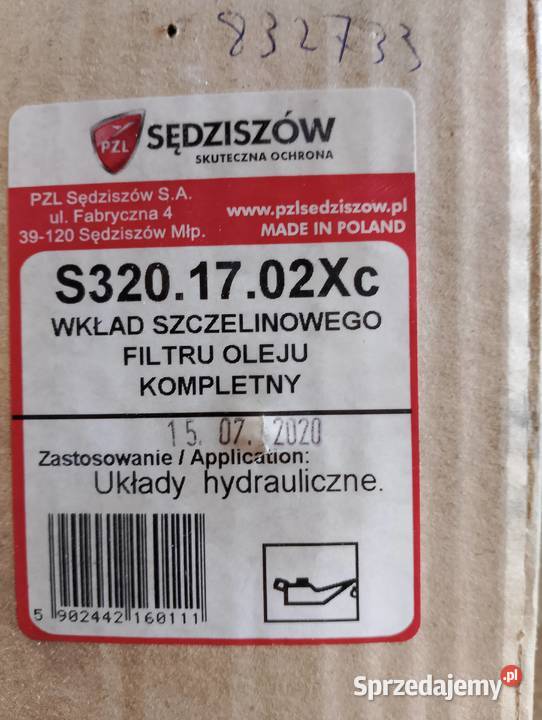 832733
PZL SĘDZISZÓW
SKUTECZNA OCHRONA
PZL Sędziszów S.A.
ul. Fabryczna 4
39-120 Sędziszów Młp.
www.pzlsedziszow.pl
MADE IN POLAND
S320.17.02Xc
WKŁAD SZCZELINOWEGO
FILTRU OLEJU
KOMPLETNY
15. 07. 2020
Zastosowanie / Application:
Układy hydrauliczne.
5 902442 160111
Sprzedajemy.pl